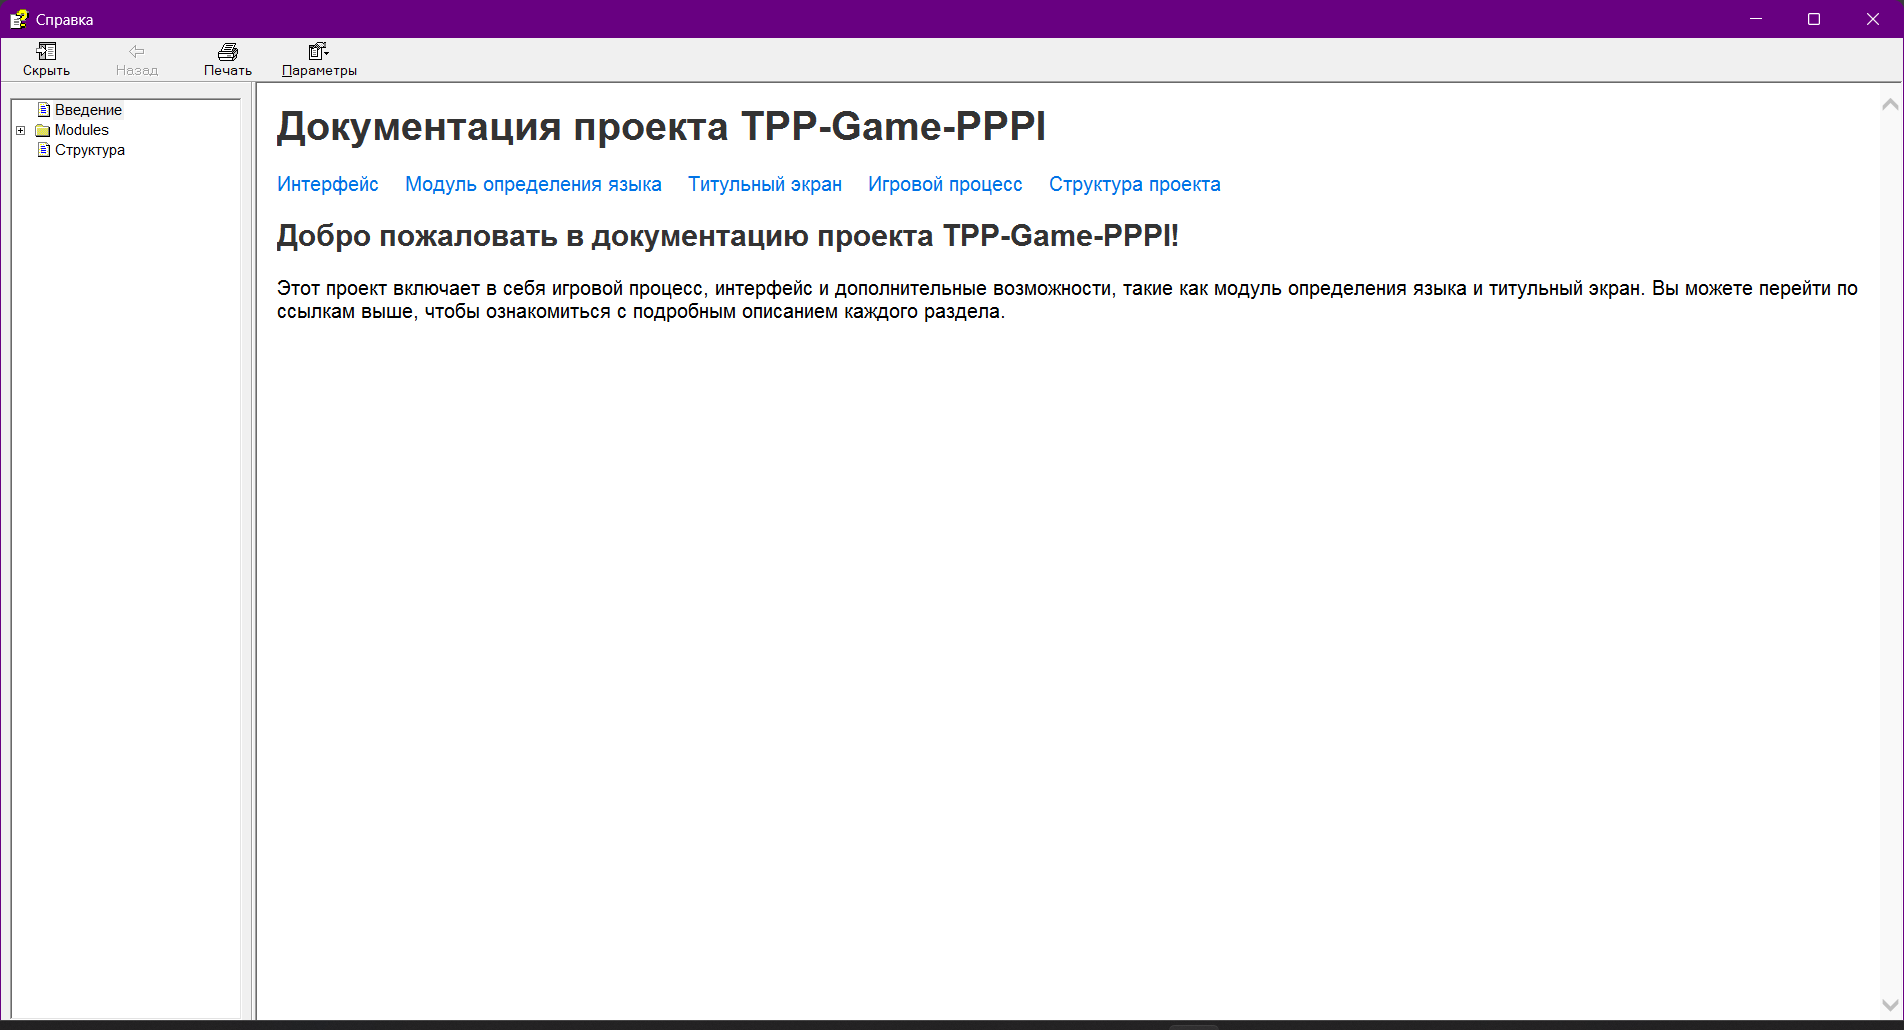 Справка
Скрыть
Назад
Печать
Параметры
Введение
Modules
Структура
Документация проекта TPP-Game-PPPI
Интерфейс Модуль определения языка Титульный экран Игровой процесс Структура проекта
Добро пожаловать в документацию проекта TPP-Game-PPPI!
Этот проект включает в себя игровой процесс, интерфейс и дополнительные возможности, такие как модуль определения языка и титульный экран. Вы можете перейти по
ссылкам выше, чтобы ознакомиться с подробным описанием каждого раздела.